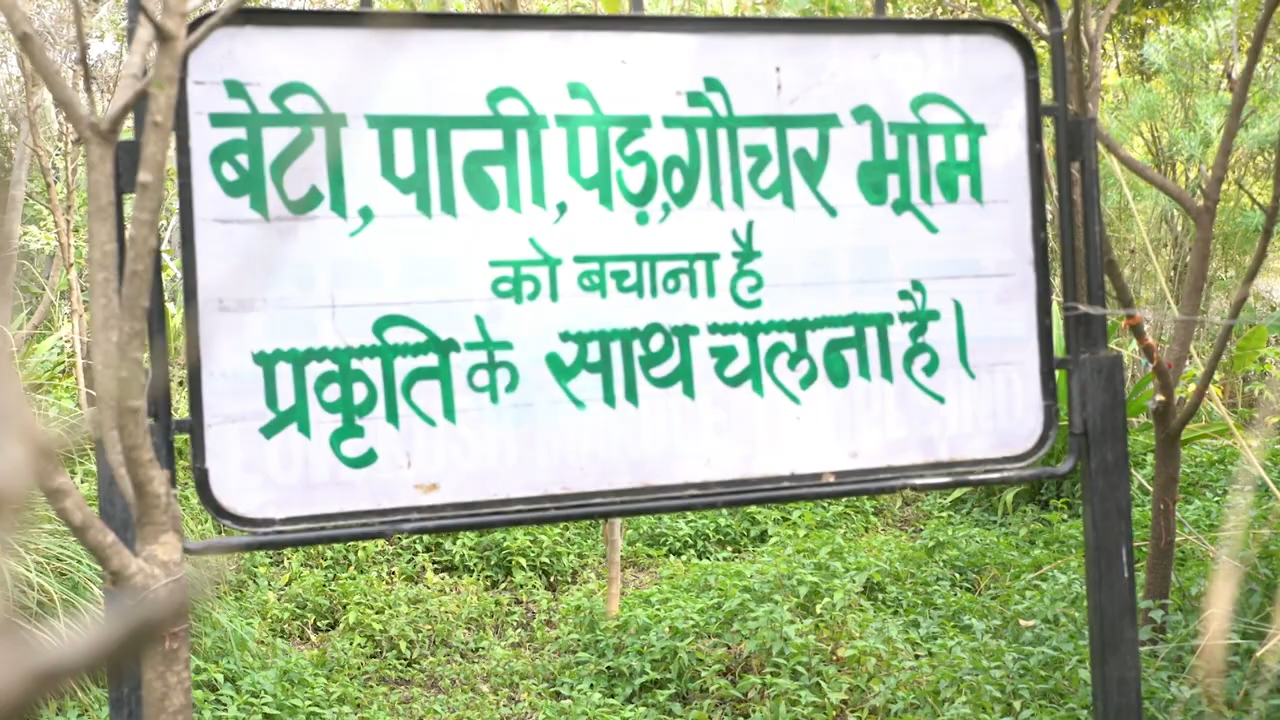 बेटी, पानी, पेड़, गौचर भूमि
को बचाना है
प्रकृति के साथ चलना है।